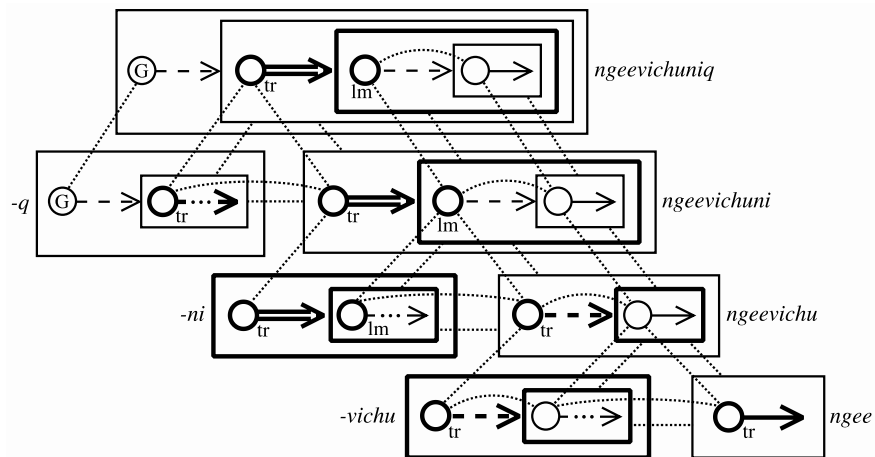 G tr lm ngeevichuniq
-q G tr tr lm ngeevichuni
-ni tr lm tr ngeevichu
-vichu tr tr ngee